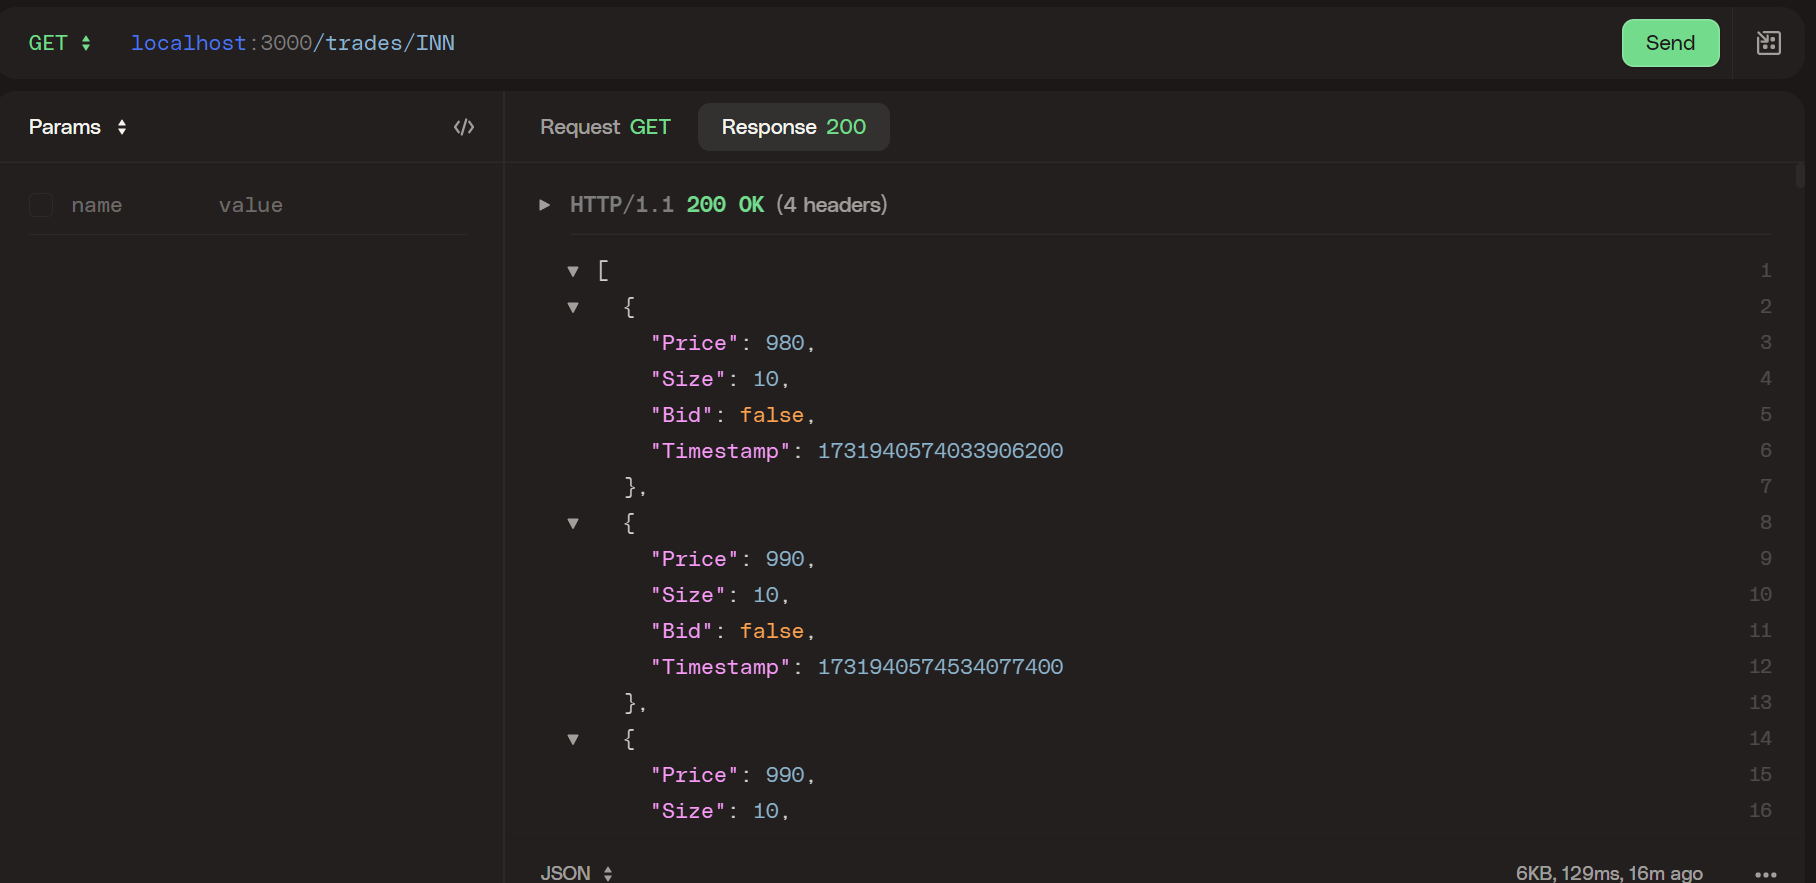 GET localhost:3000/trades/INN Send
Params </> Request GET Response 200
name value
HTTP/1.1 200 OK (4 headers)
[ 1
{ 2
"Price": 980, 3
"Size": 10, 4
"Bid": false, 5
"Timestamp": 1731940574033906200 6
}, 7
{ 8
"Price": 990, 9
"Size": 10, 10
"Bid": false, 11
"Timestamp": 1731940574534077400 12
}, 13
{ 14
"Price": 990, 15
"Size": 10, 16
JSON 6KB, 129ms, 16m ago